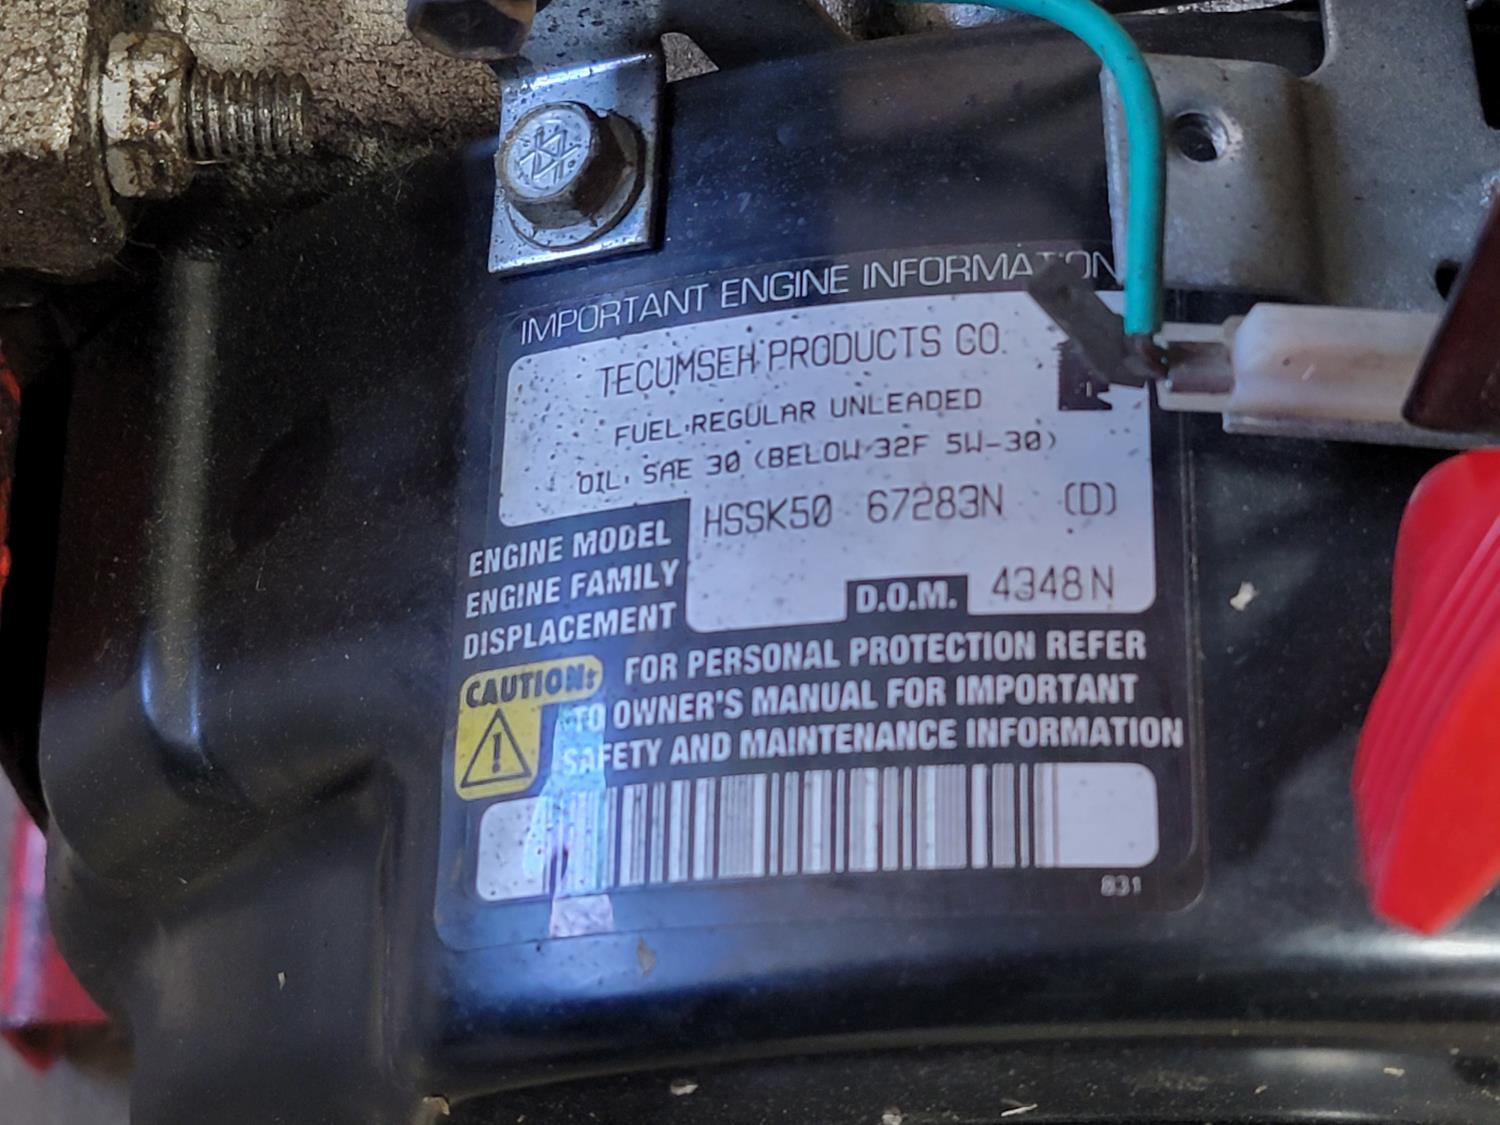 IMPORTANT ENGINE INFORMATION
TECUMSEH PRODUCTS CO.
FUEL: REGULAR UNLEADED
OIL: SAE 30 (BELOW 32F 5W-30)
HSSK50 67283N (D)
ENGINE MODEL
ENGINE FAMILY
DISPLACEMENT
D.O.M. 4348N
CAUTION: FOR PERSONAL PROTECTION REFER
TO OWNER'S MANUAL FOR IMPORTANT
SAFETY AND MAINTENANCE INFORMATION
!
831